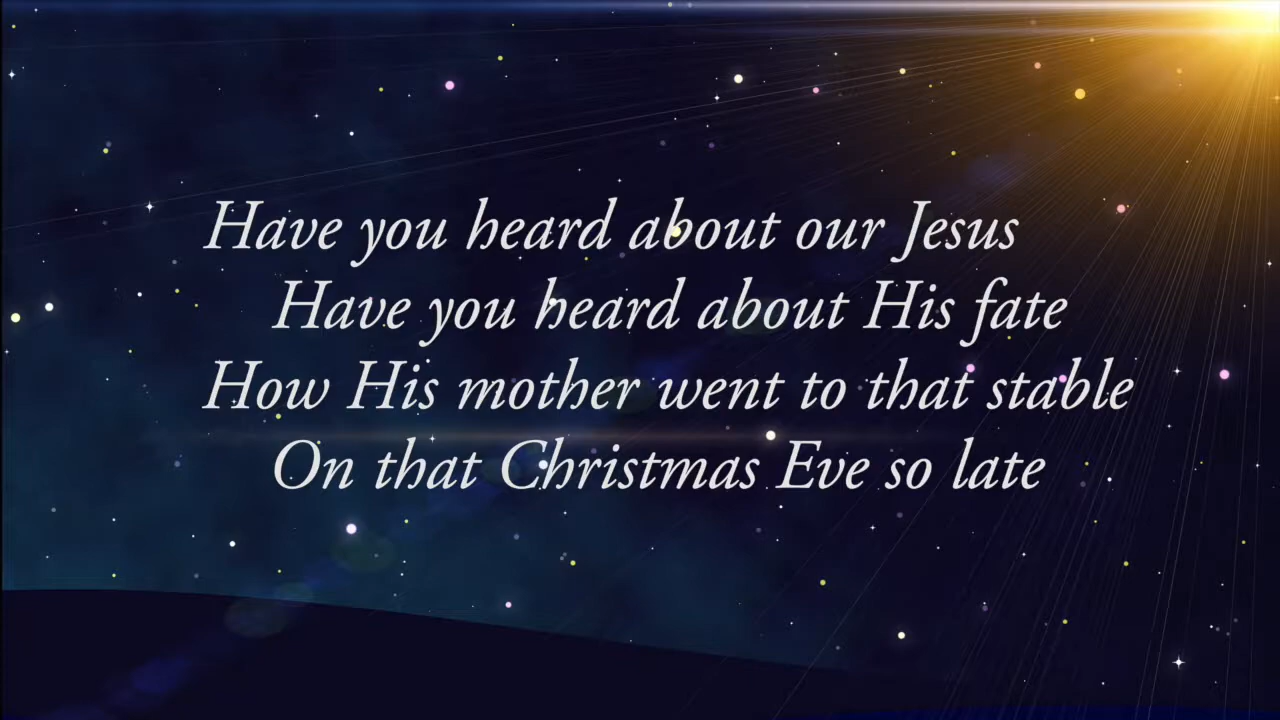 Have you heard about our Jesus
Have you heard about His fate
How His mother went to that stable
On that Christmas Eve so late